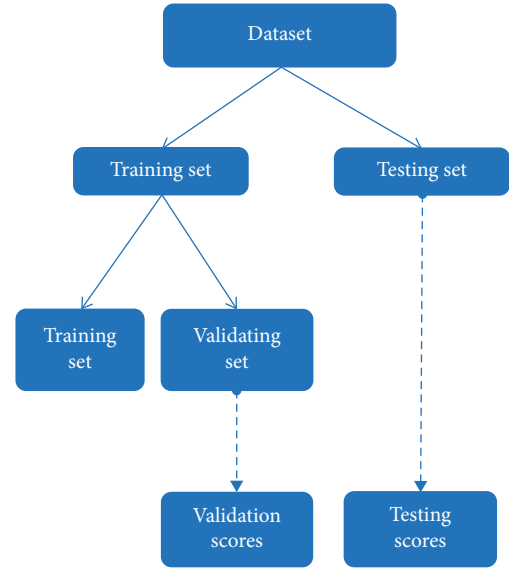 Dataset
Training set
Testing set
Training
set
Validating
set
Validation
scores
Testing
scores